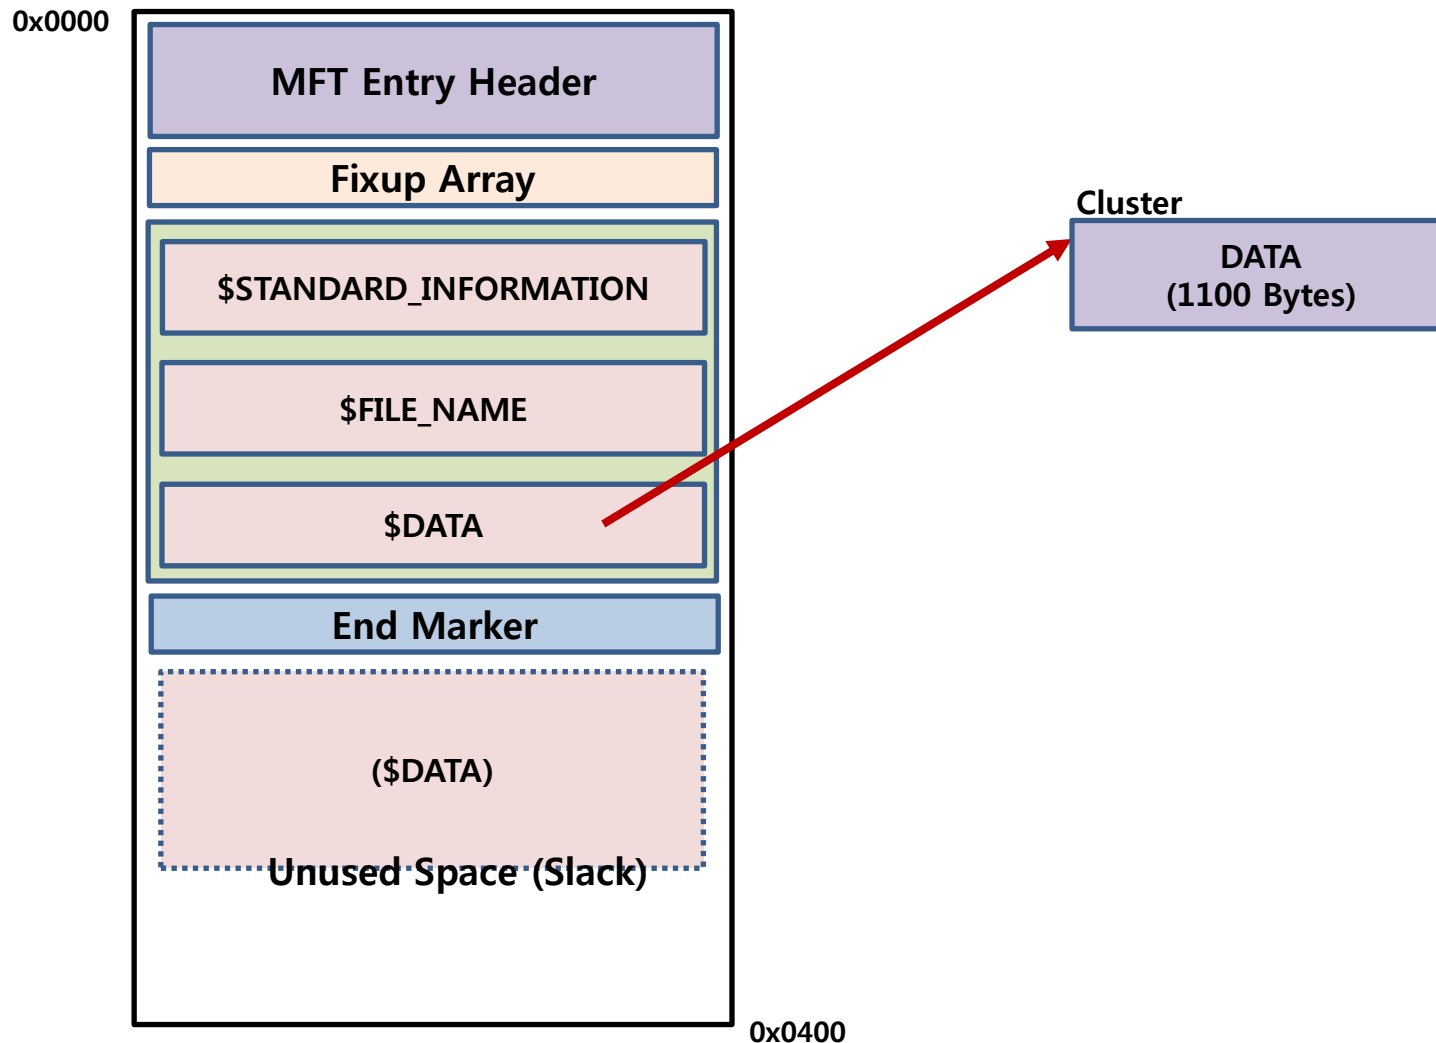 0x0000
MFT Entry Header
Fixup Array
$STANDARD_INFORMATION
$FILE_NAME
$DATA
End Marker
($DATA)
Unused Space (Slack)
0x0400
Cluster
DATA
(1100 Bytes)